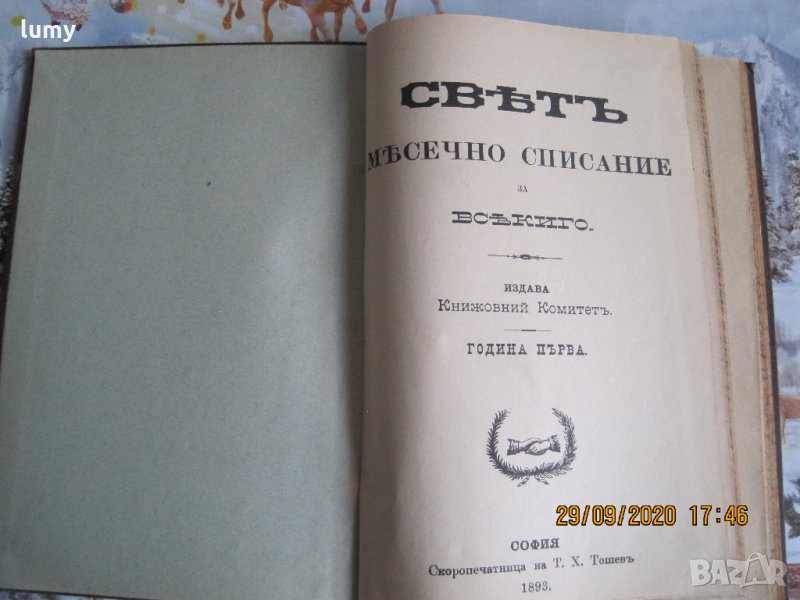 lumy
СВѢТЪ
МѢСЕЧНО СПИСАНИЕ
ЗА
ВСѢКИГО.
ИЗДАВА
Книжовний Комитетъ.
ГОДИНА ПЪРВА.
29/09/2020 17:46
СОФИЯ
Скоропечатница на Т. Х. Тошевъ
1893.
BAZAR